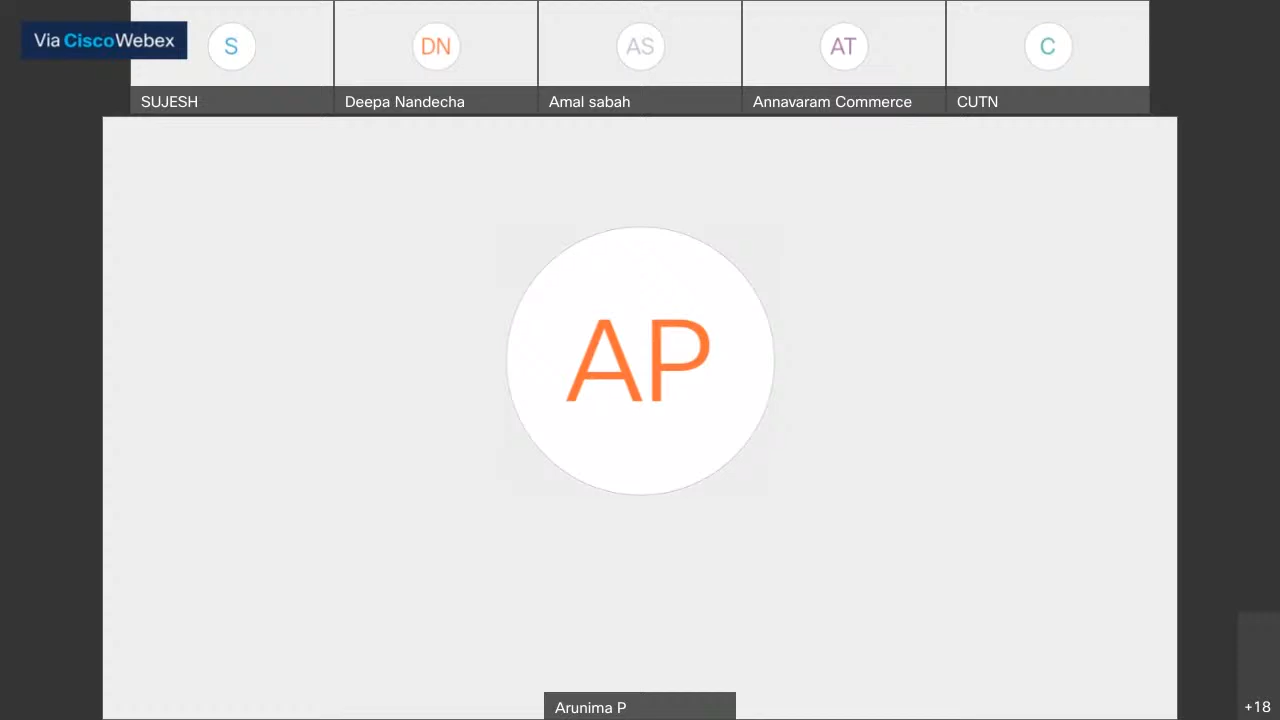 Via CiscoWebex
S
DN
AS
AT
C
SUJESH
Deepa Nandecha
Amal sabah
Annavaram Commerce
CUTN
AP
Arunima P
+18